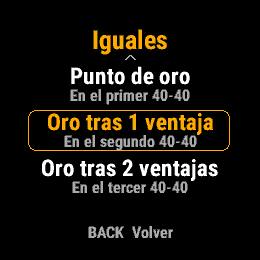 Iguales
Punto de oro
En el primer 40-40
Oro tras 1 ventaja
En el segundo 40-40
Oro tras 2 ventajas
En el tercer 40-40
BACK Volver